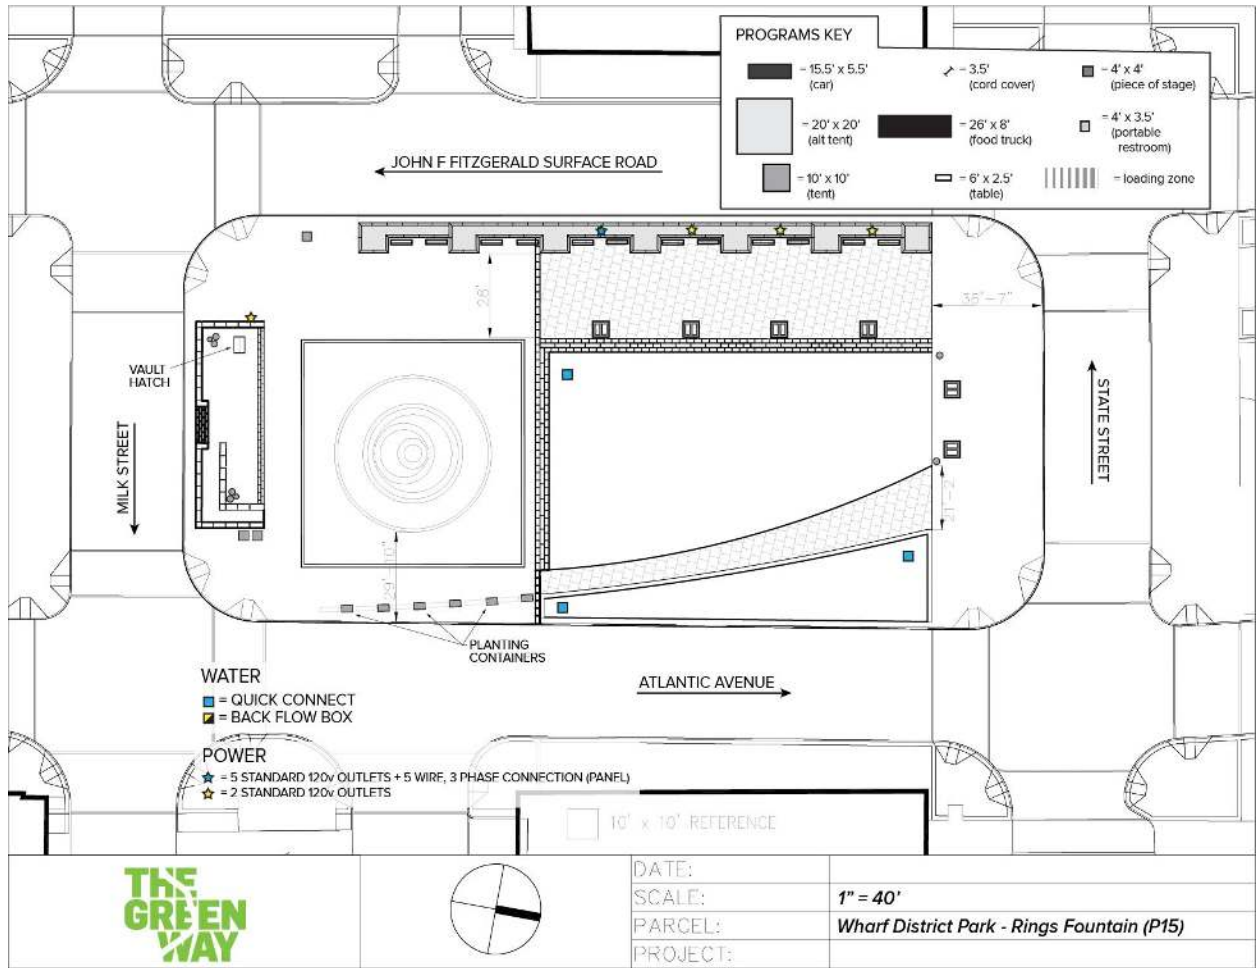 PROGRAMS KEY
= 15.5' x 5.5'
(car)
= 3.5'
(cord cover)
= 4' x 4'
(piece of stage)
= 20' x 20'
(alt tent)
= 26' x 8'
(food truck)
= 4' x 3.5'
(portable
restroom)
= 10' x 10'
(tent)
= 6' x 2.5'
(table)
= loading zone
JOHN F FITZGERALD SURFACE ROAD
28'
VAULT
HATCH
MILK STREET
STATE STREET
PLANTING
CONTAINERS
ATLANTIC AVENUE
WATER
= QUICK CONNECT
= BACK FLOW BOX
POWER
= 5 STANDARD 120v OUTLETS + 5 WIRE, 3 PHASE CONNECTION (PANEL)
= 2 STANDARD 120v OUTLETS
10' x 10' REFERENCE
THE
GREEN
WAY
DATE:
SCALE: 1" = 40'
PARCEL: Wharf District Park - Rings Fountain (P15)
PROJECT: